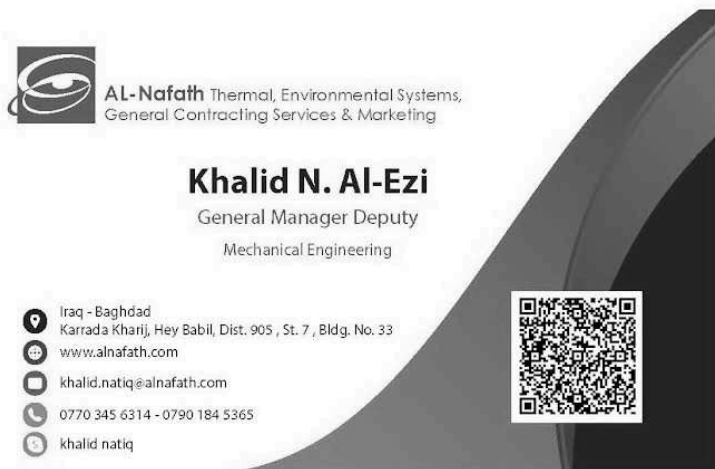 AL-Nafath Thermal, Environmental Systems,
General Contracting Services & Marketing
Khalid N. Al-Ezi
General Manager Deputy
Mechanical Engineering
Iraq - Baghdad
Karrada Kharij, Hey Babil, Dist. 905 , St. 7 , Bldg. No. 33
www.alnafath.com
khalid.natiq@alnafath.com
0770 345 6314 - 0790 184 5365
khalid natiq